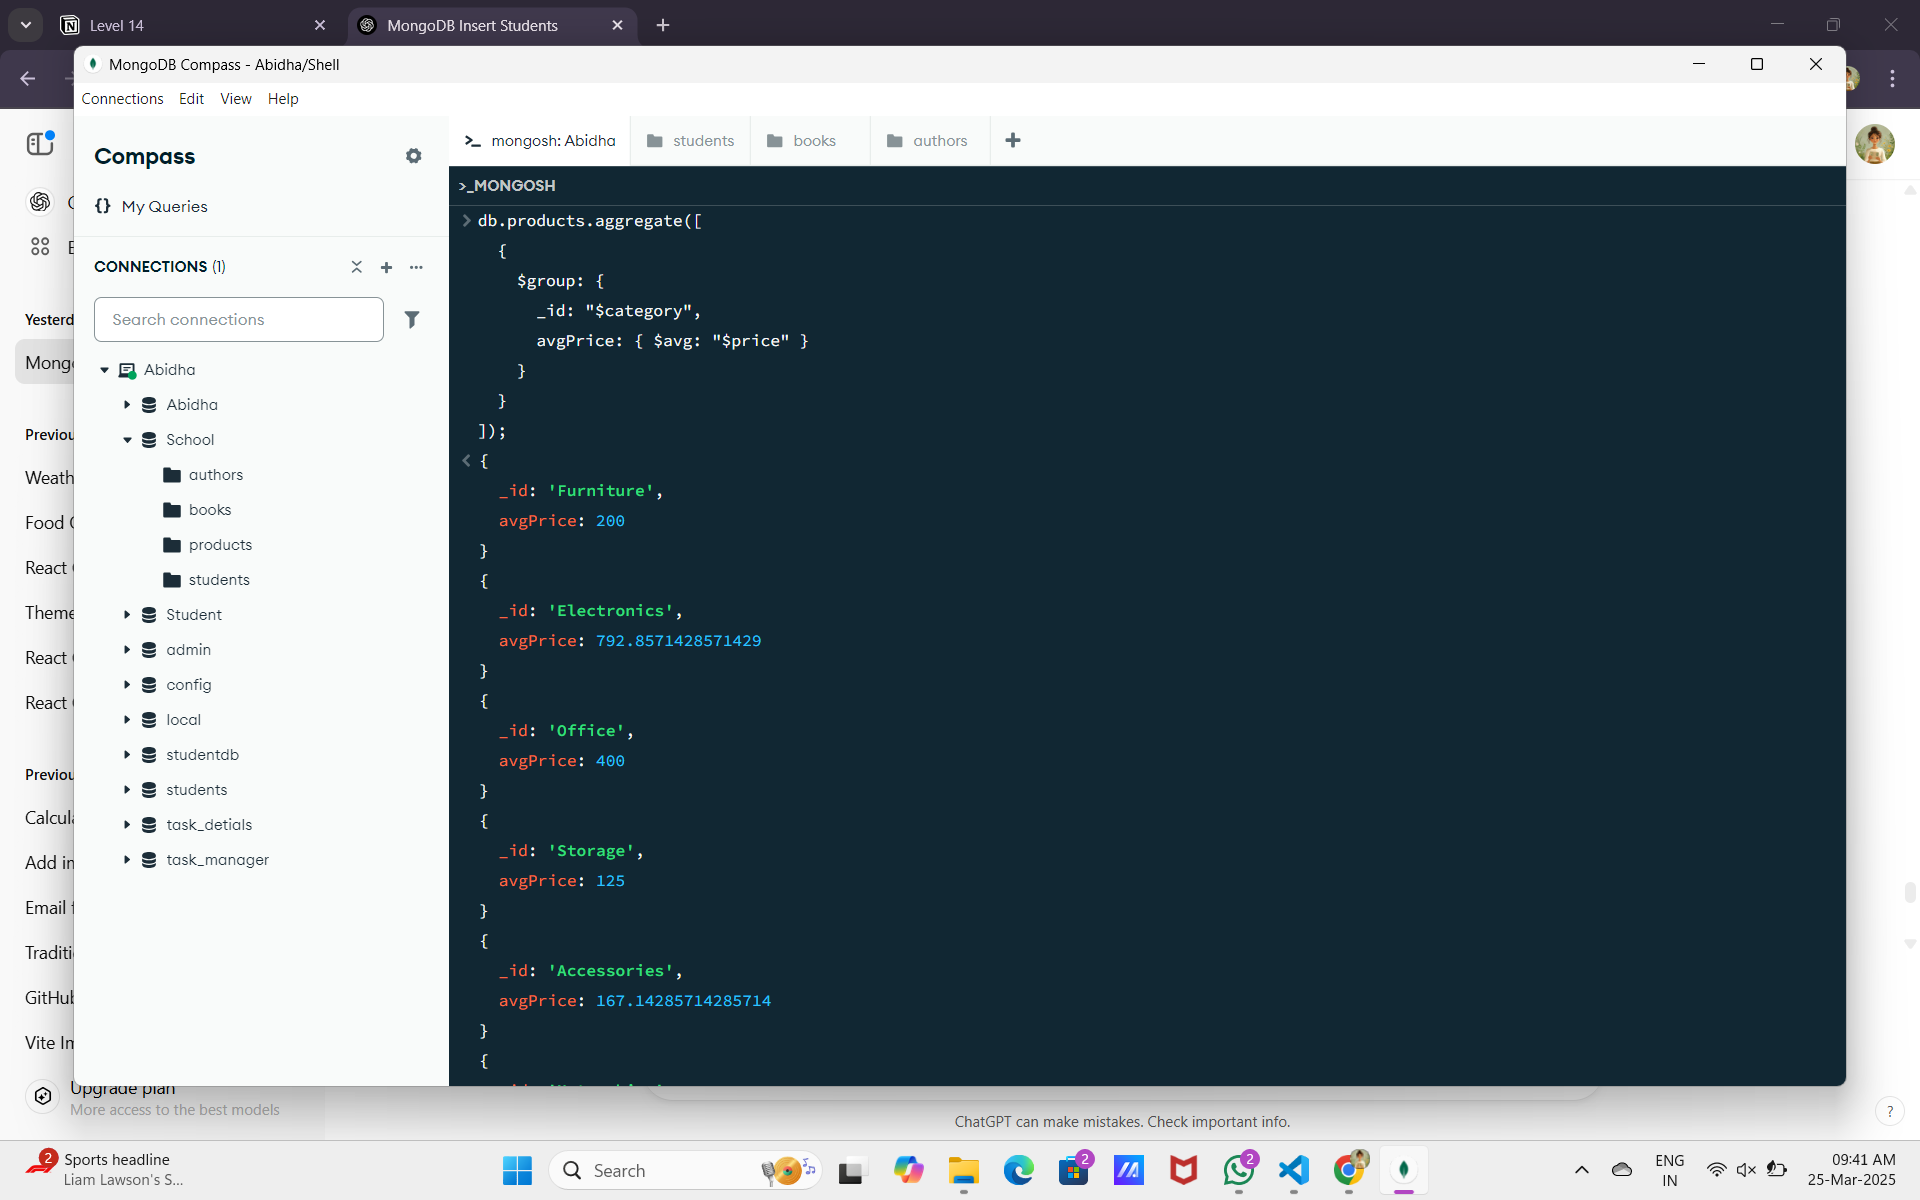 Level 14
MongoDB Insert Students
MongoDB Compass - Abidha/Shell
Connections Edit View Help
Compass
{} My Queries
CONNECTIONS (1)
Search connections
Abidha
Abidha
School
authors
books
products
students
Student
admin
config
local
studentdb
students
task_detials
task_manager
Yesterd
Mong
Previou
Weath
Food
React
Theme
React
React
Previou
Calcula
Add in
Email
Traditi
GitHub
Vite Im
Upgrade plan
More access to the best models
mongosh: Abidha
students
books
authors
>_MONGOSH
> db.products.aggregate([
{
$group: {
_id: "$category",
avgPrice: { $avg: "$price" }
}
}
]);
< {
_id: 'Furniture',
avgPrice: 200
}
{
_id: 'Electronics',
avgPrice: 792.8571428571429
}
{
_id: 'Office',
avgPrice: 400
}
{
_id: 'Storage',
avgPrice: 125
}
{
_id: 'Accessories',
avgPrice: 167.14285714285714
}
{
ChatGPT can make mistakes. Check important info.
?
2
Sports headline
Liam Lawson's S...
Search
2
2
ENG
IN
09:41 AM
25-Mar-2025